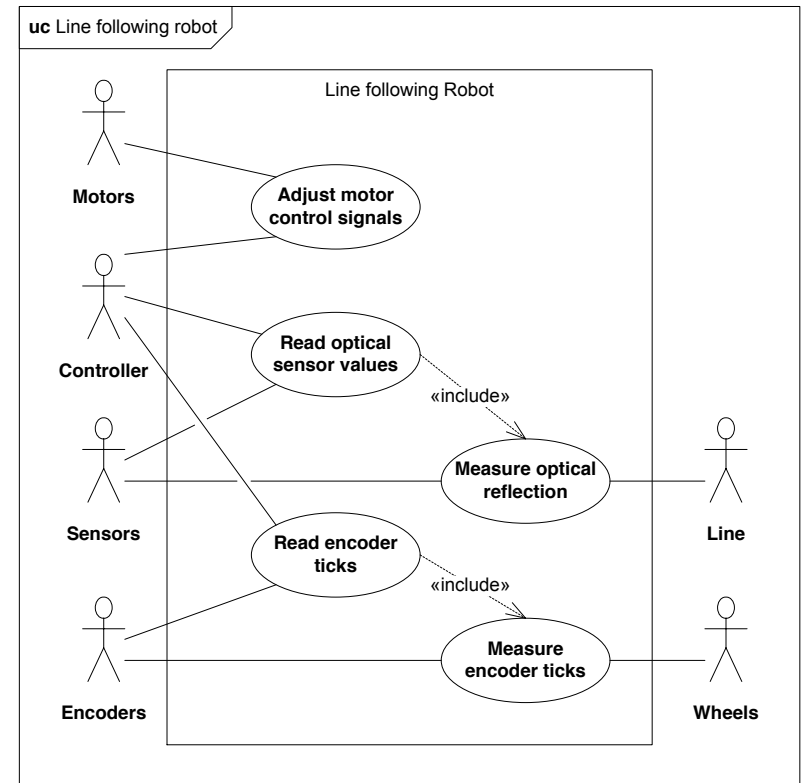 uc Line following robot
Line following Robot
Motors
Adjust motor
control signals
Controller
Read optical
sensor values
«include»
Sensors
Measure optical
reflection
Line
Read encoder
ticks
«include»
Encoders
Measure
encoder ticks
Wheels